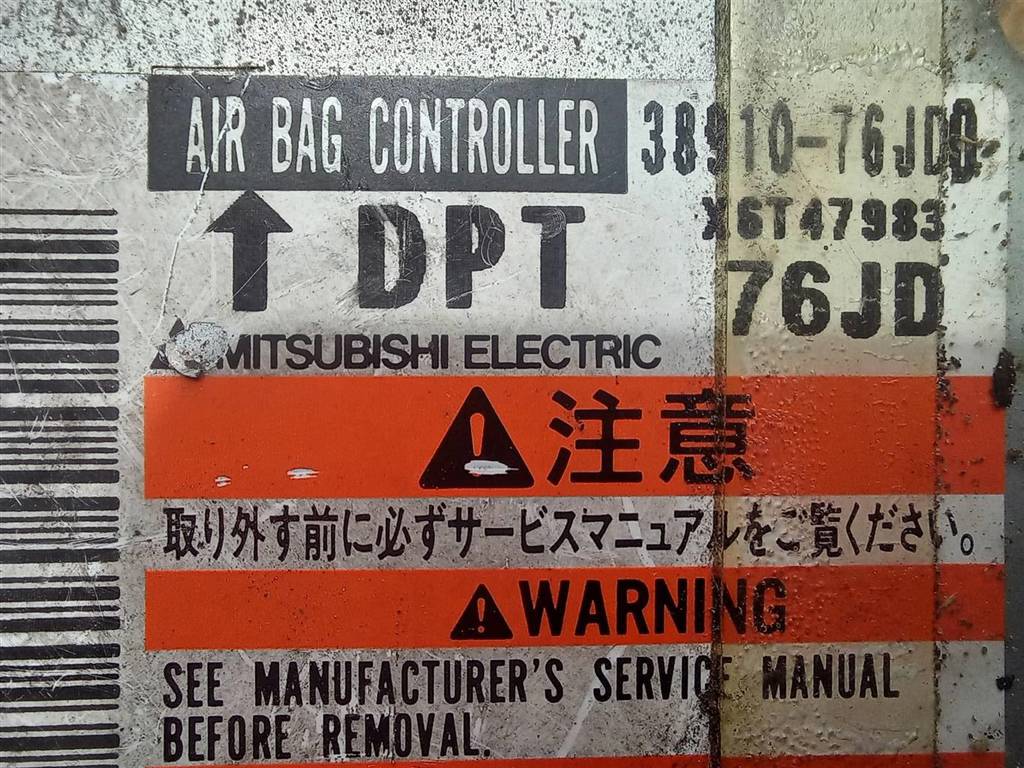 AIR BAG CONTROLLER 38910-76JD0
DPT X6T47983
76JD
MITSUBISHI ELECTRIC
注意
取り外す前に必ずサービスマニュアルをご覧ください。
WARNING
SEE MANUFACTURER'S SERVICE MANUAL
BEFORE REMOVAL.